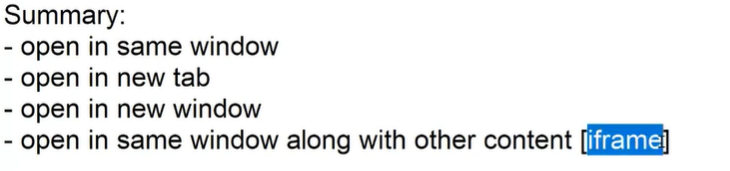 Summary:
- open in same window
- open in new tab
- open in new window
- open in same window along with other content [iframe]